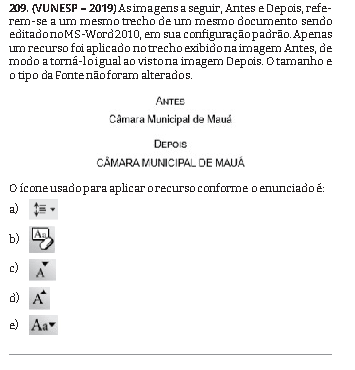 209. (VUNESP – 2019) As imagens a seguir, Antes e Depois, refe-
rem-se a um mesmo trecho de um mesmo documento sendo
editado no MS-Word 2010, em sua configuração padrão. Apenas
um recurso foi aplicado no trecho exibido na imagem Antes, de
modo a torná-lo igual ao visto na imagem Depois. O tamanho e
o tipo da Fonte não foram alterados.
ANTES
Câmara Municipal de Mauá
DEPOIS
CÂMARA MUNICIPAL DE MAUÁ
O ícone usado para aplicar o recurso conforme o enunciado é:
a)
b) Aa
c) A
d) A
e) Aa